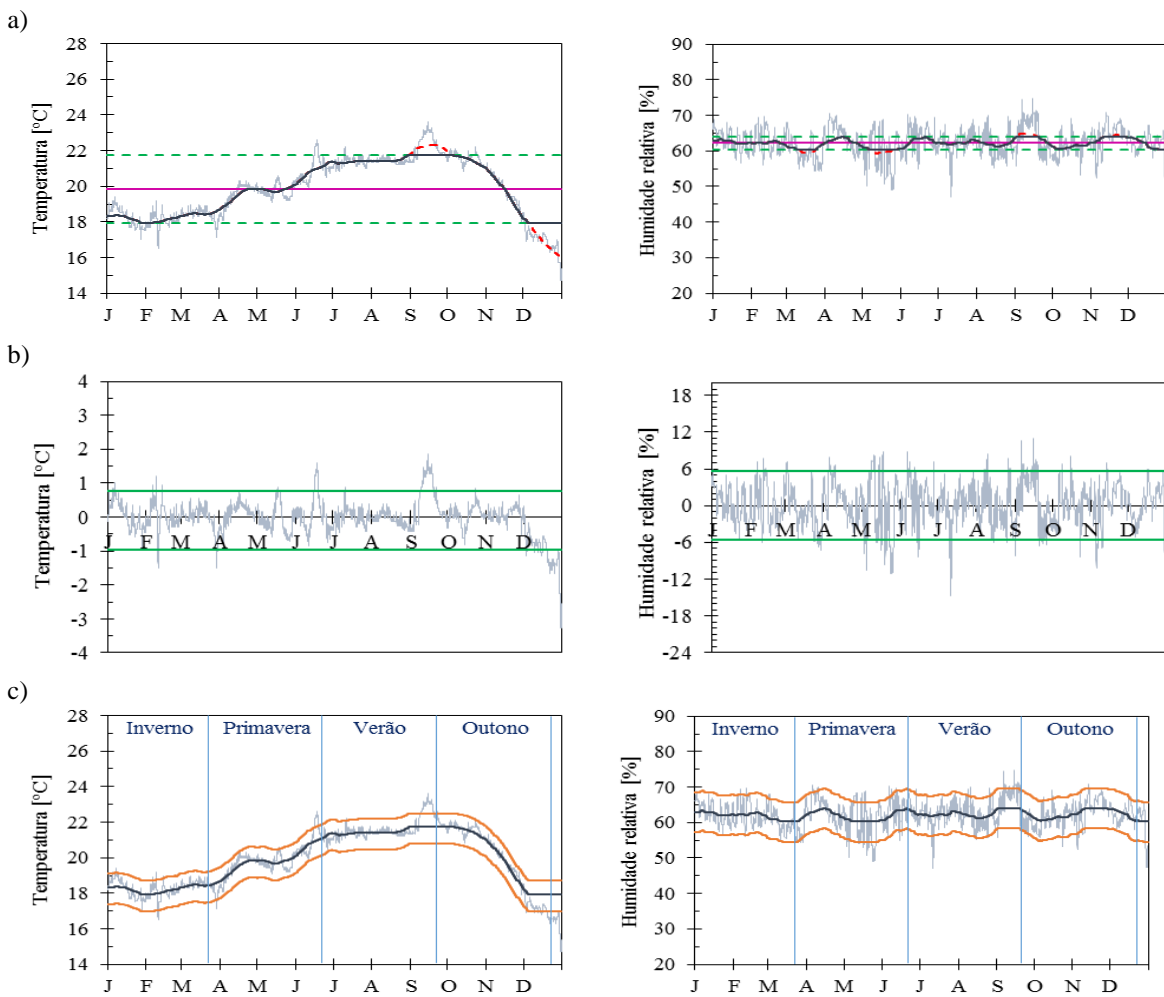 a)
Temperatura [°C]
28
26
24
22
20
18
16
14
J F M A M J J A S O N D
Humidade relativa [%]
90
80
70
60
50
40
30
20
J F M A M J J A S O N D
b)
Temperatura [°C]
4
3
2
1
0
-1
-2
-3
-4
J F M A M J J A S O N D
Humidade relativa [%]
18
12
6
0
-6
-12
-18
-24
J F M A M J J A S O N D
c)
Temperatura [°C]
28
26
24
22
20
18
16
14
Inverno Primavera Verão Outono
J F M A M J J A S O N D
Humidade relativa [%]
90
80
70
60
50
40
30
20
Inverno Primavera Verão Outono
J F M A M J J A S O N D